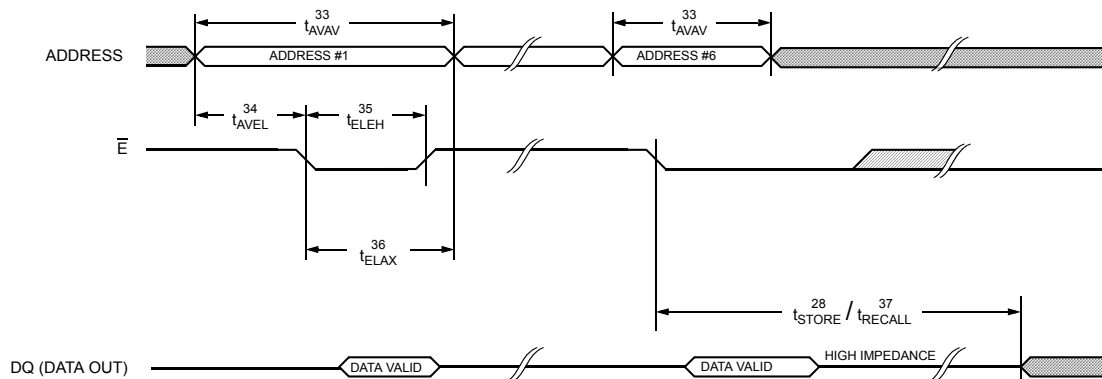 33 33
tAVAV tAVAV
ADDRESS ADDRESS #1 ADDRESS #6
34 35
tAVEL tELEH
E
36
tELAX
28 37
tSTORE / tRECALL
DQ (DATA OUT) DATA VALID DATA VALID HIGH IMPEDANCE